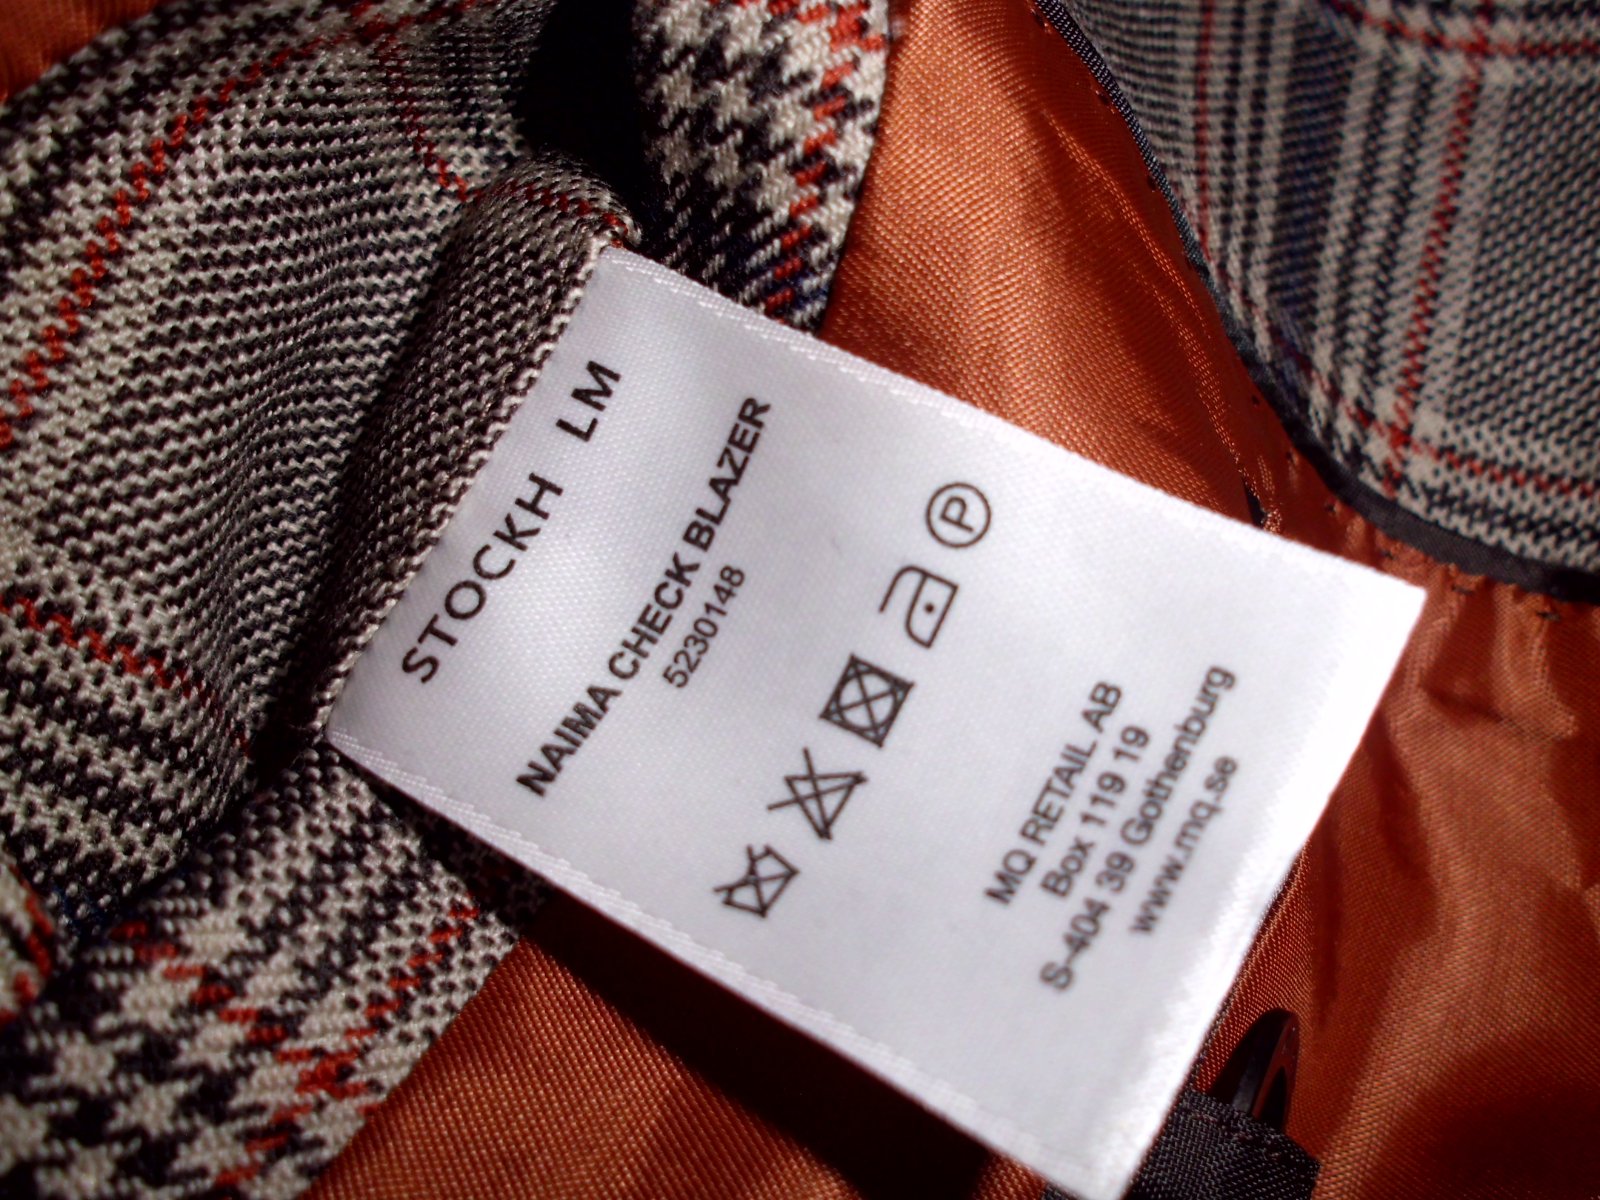 STOCKH LM
NAIMA CHECK BLAZER
5230148
P
MQ RETAIL AB
Box 119 19
S-404 39 Gothenburg
www.mq.se